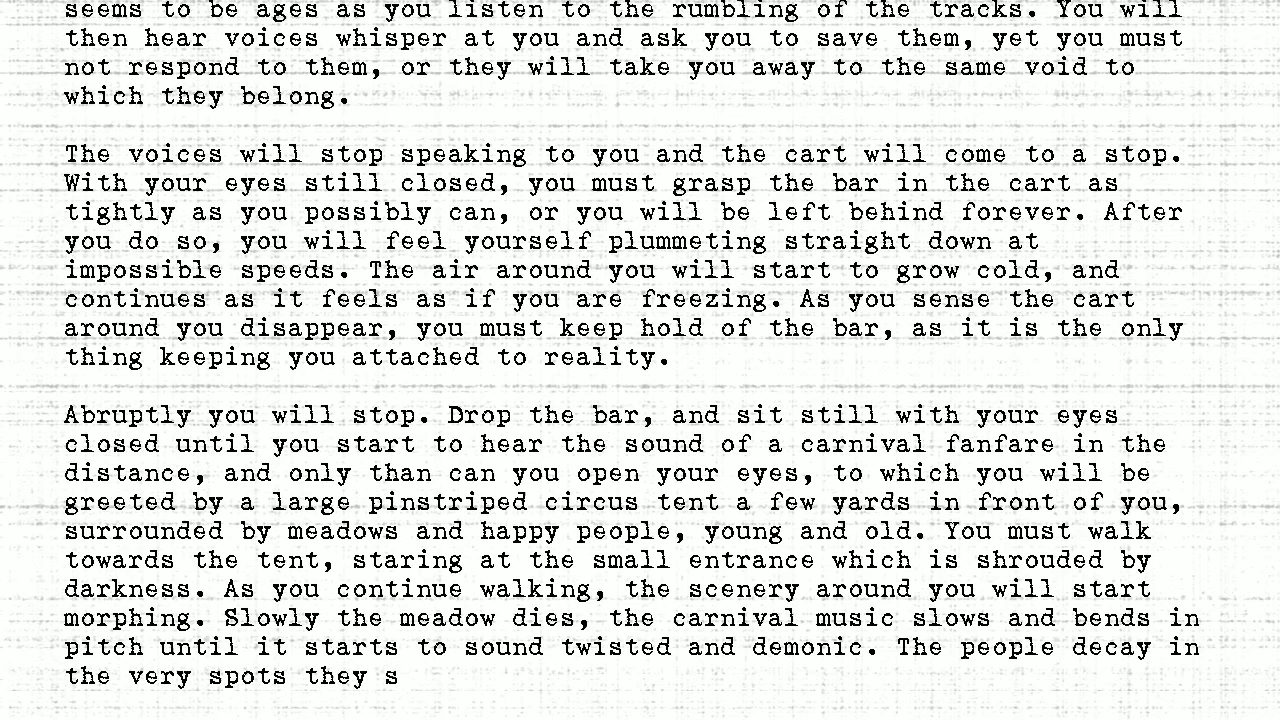 seems to be ages as you listen to the rumbling of the tracks. You will
then hear voices whisper at you and ask you to save them, yet you must
not respond to them, or they will take you away to the same void to
which they belong.
The voices will stop speaking to you and the cart will come to a stop.
With your eyes still closed, you must grasp the bar in the cart as
tightly as you possibly can, or you will be left behind forever. After
you do so, you will feel yourself plummeting straight down at
impossible speeds. The air around you will start to grow cold, and
continues as it feels as if you are freezing. As you sense the cart
around you disappear, you must keep hold of the bar, as it is the only
thing keeping you attached to reality.
Abruptly you will stop. Drop the bar, and sit still with your eyes
closed until you start to hear the sound of a carnival fanfare in the
distance, and only than can you open your eyes, to which you will be
greeted by a large pinstriped circus tent a few yards in front of you,
surrounded by meadows and happy people, young and old. You must walk
towards the tent, staring at the small entrance which is shrouded by
darkness. As you continue walking, the scenery around you will start
morphing. Slowly the meadow dies, the carnival music slows and bends in
pitch until it starts to sound twisted and demonic. The people decay in
the very spots they s